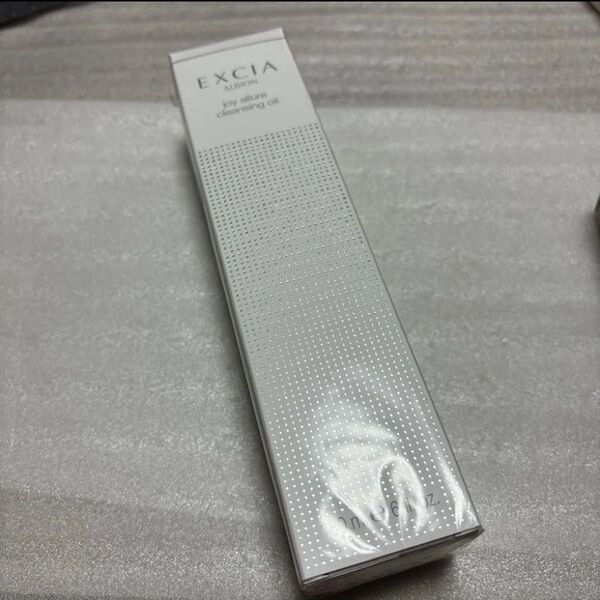 EXCIA
ALBION
joy allure
cleansing oil